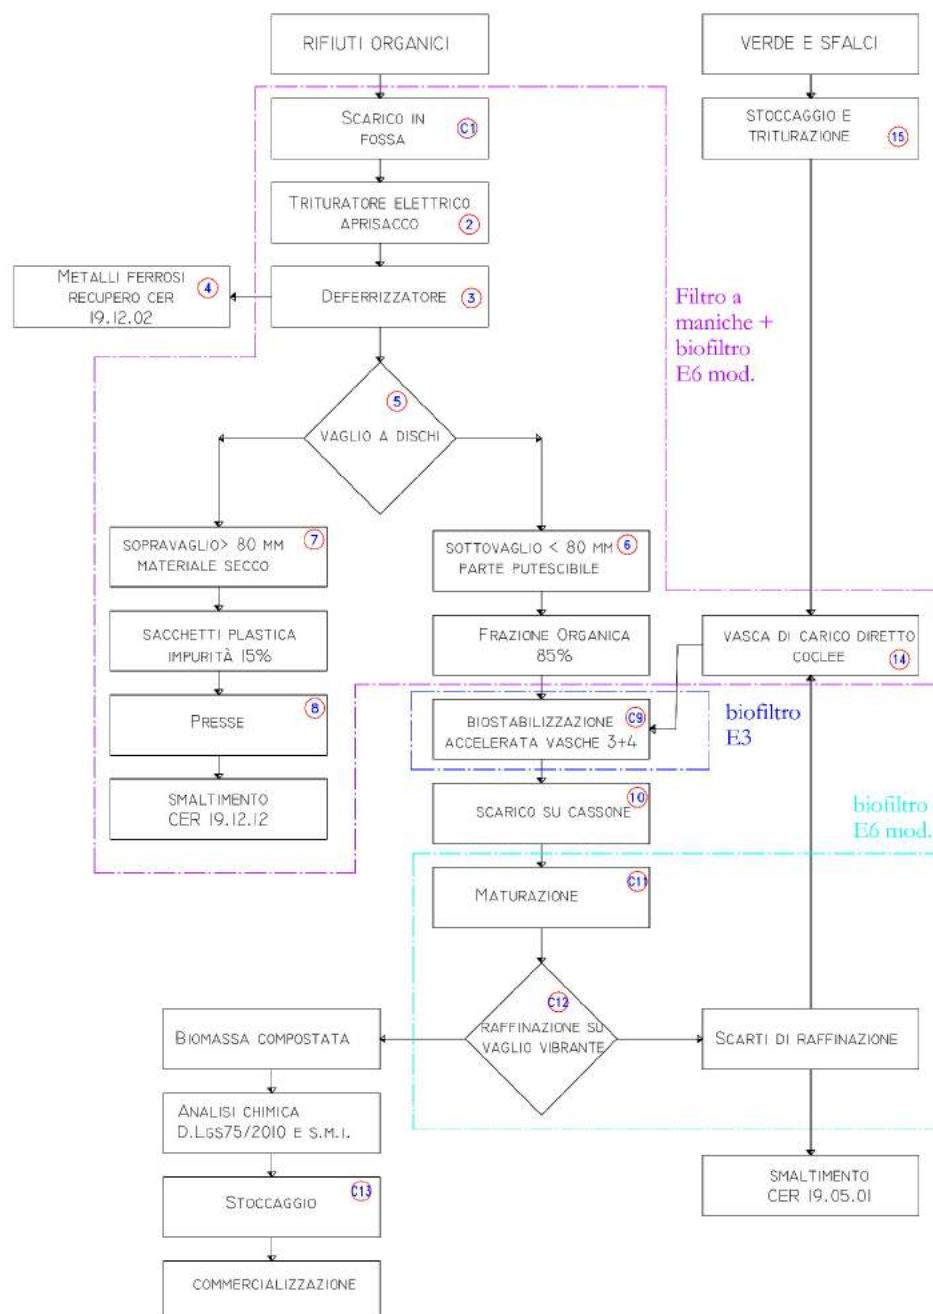 RIFIUTI ORGANICI
VERDE E SFALCI
SCARICO IN
FOSSA
C1
STOCCAGGIO E
TRITURAZIONE
15
TRITURATORE ELETTRICO
APRISACCO
2
METALLI FERROSI
RECUPERO CER
19.12.02
4
DEFERRIZZATORE
3
Filtro a
maniche +
biofiltro
E6 mod.
5
VAGLIO A DISCHI
SOPRAVAGLIO> 80 MM
MATERIALE SECCO
7
SOTTOVAGLIO < 80 MM
PARTE PUTESCIBILE
6
SACCHETTI PLASTICA
IMPURITÀ 15%
FRAZIONE ORGANICA
85%
VASCA DI CARICO DIRETTO
COCLEE
14
PRESSE
8
BIOSTABILIZZAZIONE
ACCELERATA VASCHE 3+4
C9
biofiltro
E3
SMALTIMENTO
CER 19.12.12
SCARICO SU CASSONE
10
biofiltro
E6 mod.
MATURAZIONE
C11
C12
RAFFINAZIONE SU
VAGLIO VIBRANTE
BIOMASSA COMPOSTATA
SCARTI DI RAFFINAZIONE
ANALISI CHIMICA
D.LGS75/2010 E S.M.I.
SMALTIMENTO
CER 19.05.01
STOCCAGGIO
C13
COMMERCIALIZZAZIONE